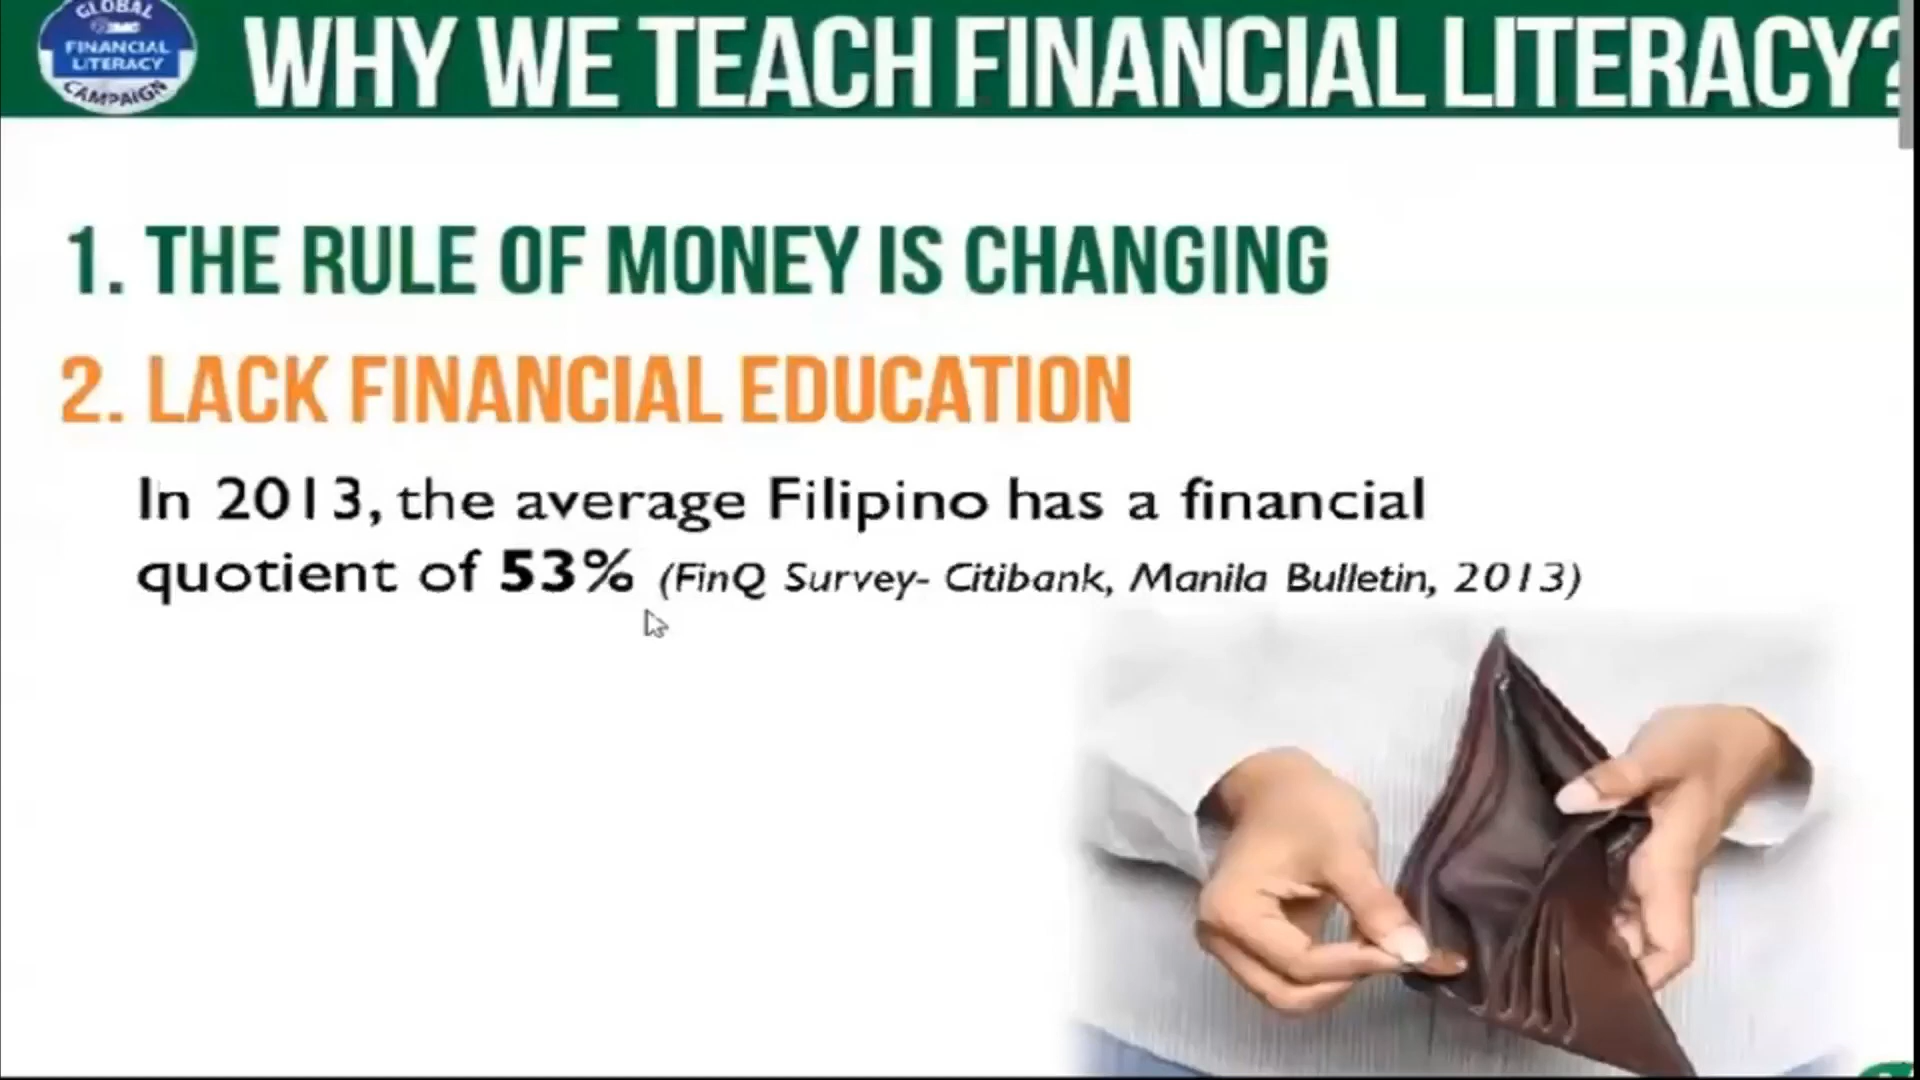 GLOBAL
FINANCIAL
LITERACY
CAMPAIGN
WHY WE TEACH FINANCIAL LITERACY?
1. THE RULE OF MONEY IS CHANGING
2. LACK FINANCIAL EDUCATION
In 2013, the average Filipino has a financial
quotient of 53% (FinQ Survey- Citibank, Manila Bulletin, 2013)